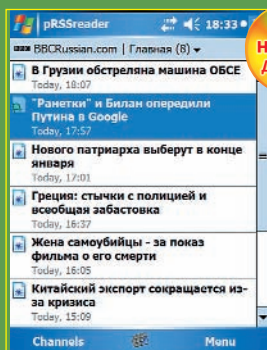 pRSSreader 18:33
BBCRussian.com | Главная (8)
В Грузии обстреляна машина ОБСЕ
Today, 18:07
"Ранетки" и Билан опередили
Путина в Google
Today, 17:57
Нового патриарха выберут в конце
января
Today, 17:01
Греция: стычки с полицией и
всеобщая забастовка
Today, 16:37
Жена самоубийцы - за показ
фильма о его смерти
Today, 16:05
Китайский экспорт сокращается из-
за кризиса
Today, 15:09
Channels Menu